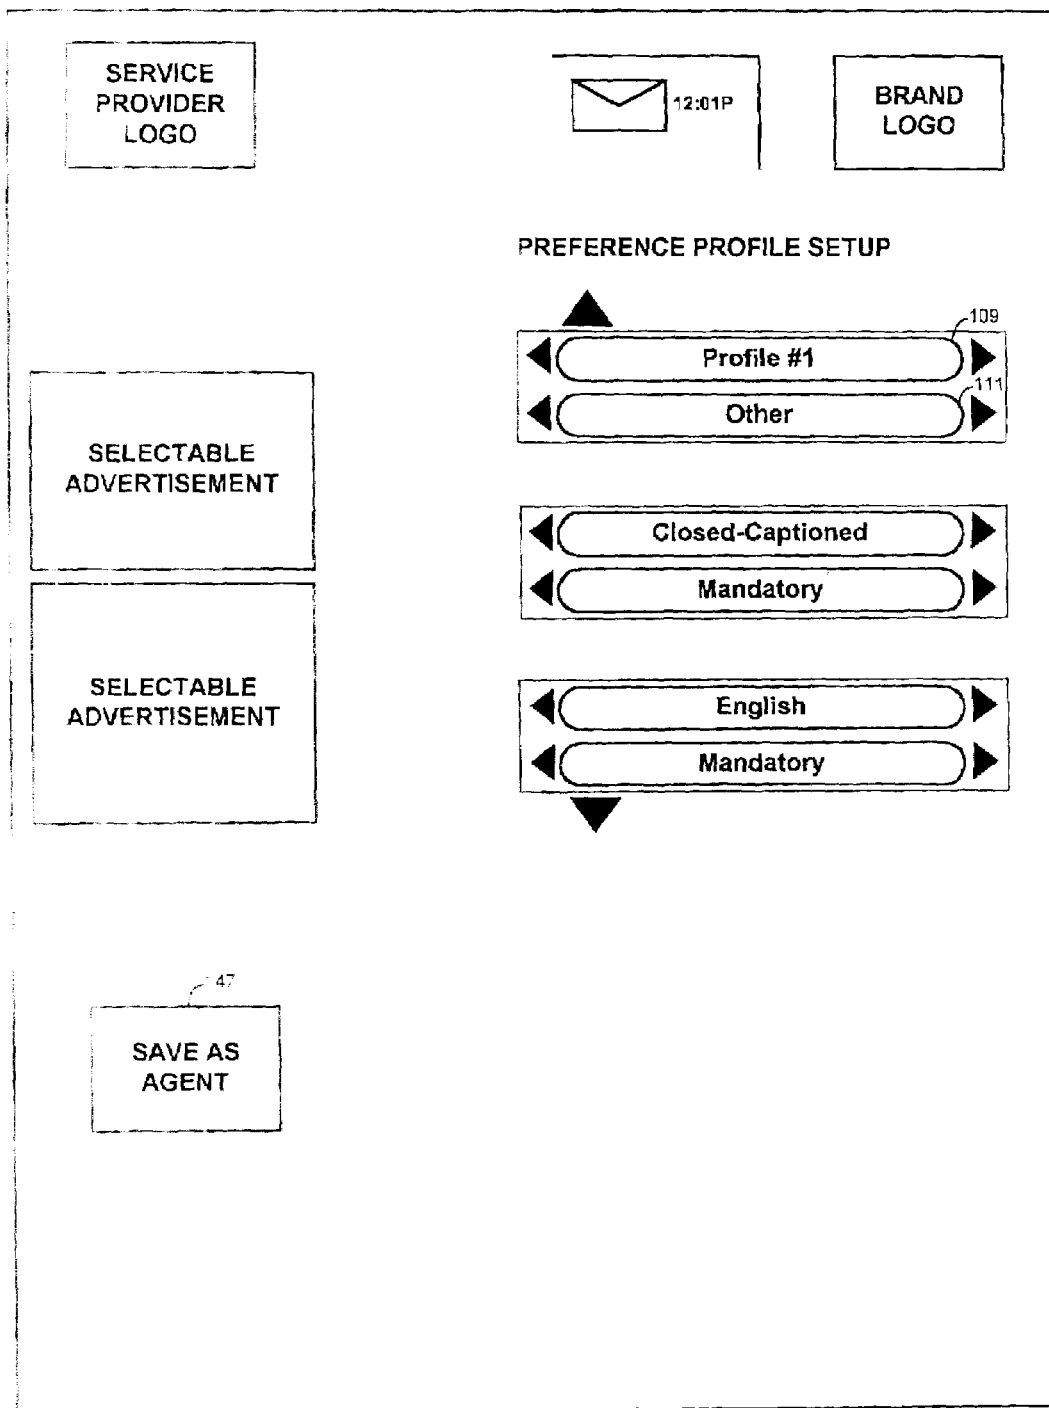 SERVICE
PROVIDER
LOGO
12:01P
BRAND
LOGO
PREFERENCE PROFILE SETUP
109
Profile #1
111
Other
SELECTABLE
ADVERTISEMENT
Closed-Captioned
Mandatory
SELECTABLE
ADVERTISEMENT
English
Mandatory
47
SAVE AS
AGENT